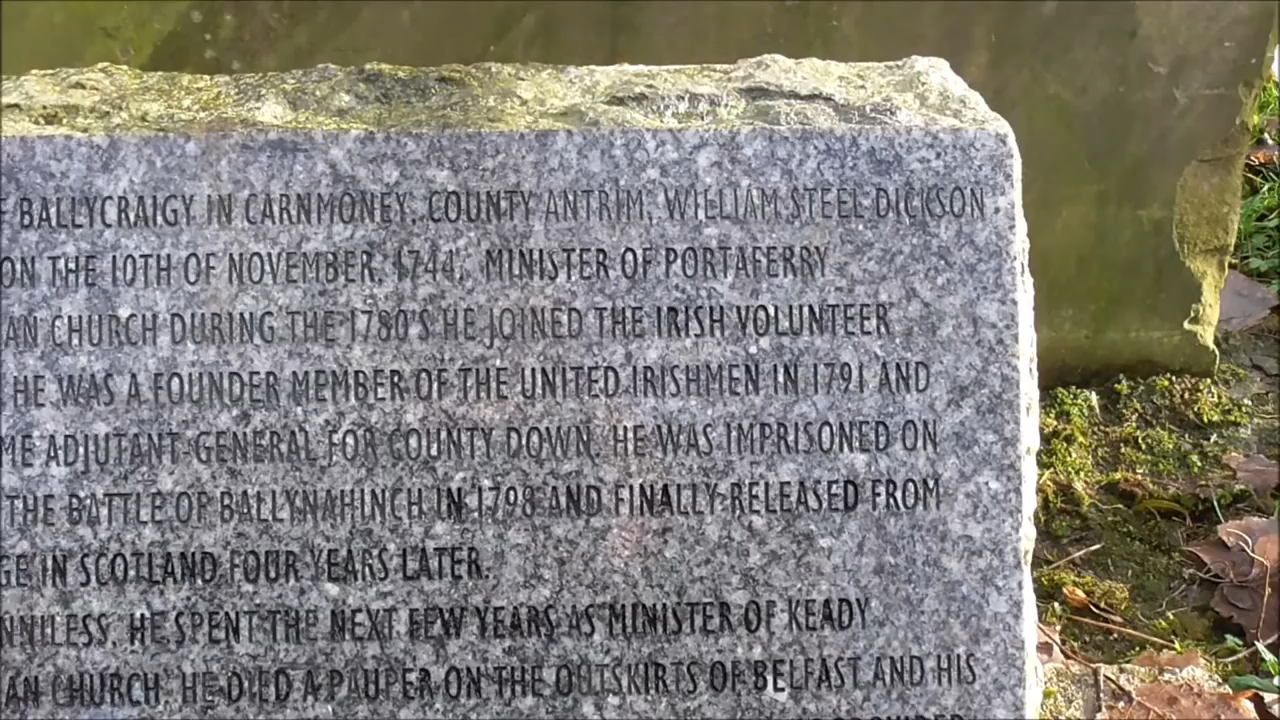 F BALLYCRAIGY IN CARNMONEY, COUNTY ANTRIM, WILLIAM STEEL DICKSON
ON THE 10TH OF NOVEMBER, 1744, MINISTER OF PORTAFERRY
AN CHURCH DURING THE 1780'S HE JOINED THE IRISH VOLUNTEER
HE WAS A FOUNDER MEMBER OF THE UNITED IRISHMEN IN 1791 AND
ME ADJUTANT-GENERAL FOR COUNTY DOWN. HE WAS IMPRISONED ON
THE BATTLE OF BALLYNAHINCH IN 1798 AND FINALLY RELEASED FROM
GE IN SCOTLAND FOUR YEARS LATER.
NNILESS, HE SPENT THE NEXT FEW YEARS AS MINISTER OF KEADY
AN CHURCH, HE DIED A PAUPER ON THE OUTSKIRTS OF BELFAST AND HIS